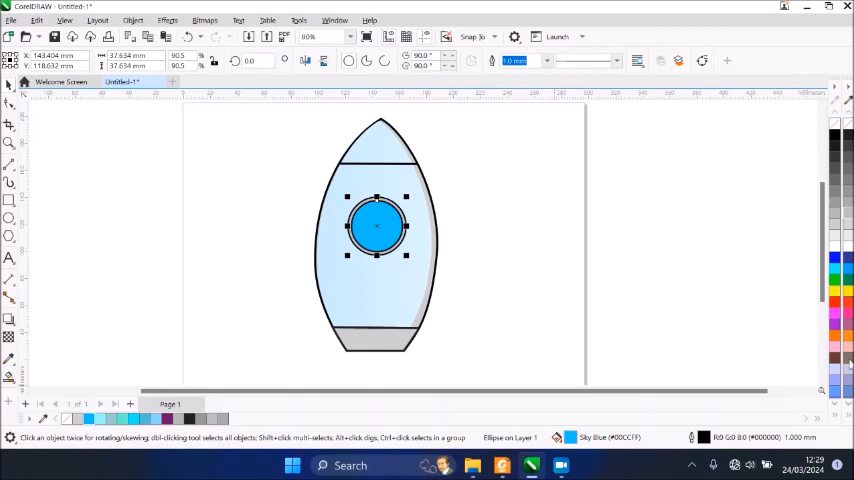 CorelDRAW - Untitled-1*
File Edit View Layout Object Effects Bitmaps Text Table Tools Window Help
PDF 80% Snap To Launch
X: 143.404 mm 37.634 mm 90.5 % 0.0 90.0 ° 1.0 mm
Y: 118.632 mm 37.634 mm 90.5 % 90.0 °
Welcome Screen Untitled-1*
millimeters
1 of 1 Page 1
Click an object twice for rotating/skewing; dbl-clicking tool selects all objects; Shift+click multi-selects; Alt+click digs; Ctrl+click selects in a group Ellipse on Layer 1 Sky Blue (#00CCFF) R:0 G:0 B:0 (#000000) 1.000 mm
Search
12:29
24/03/2024